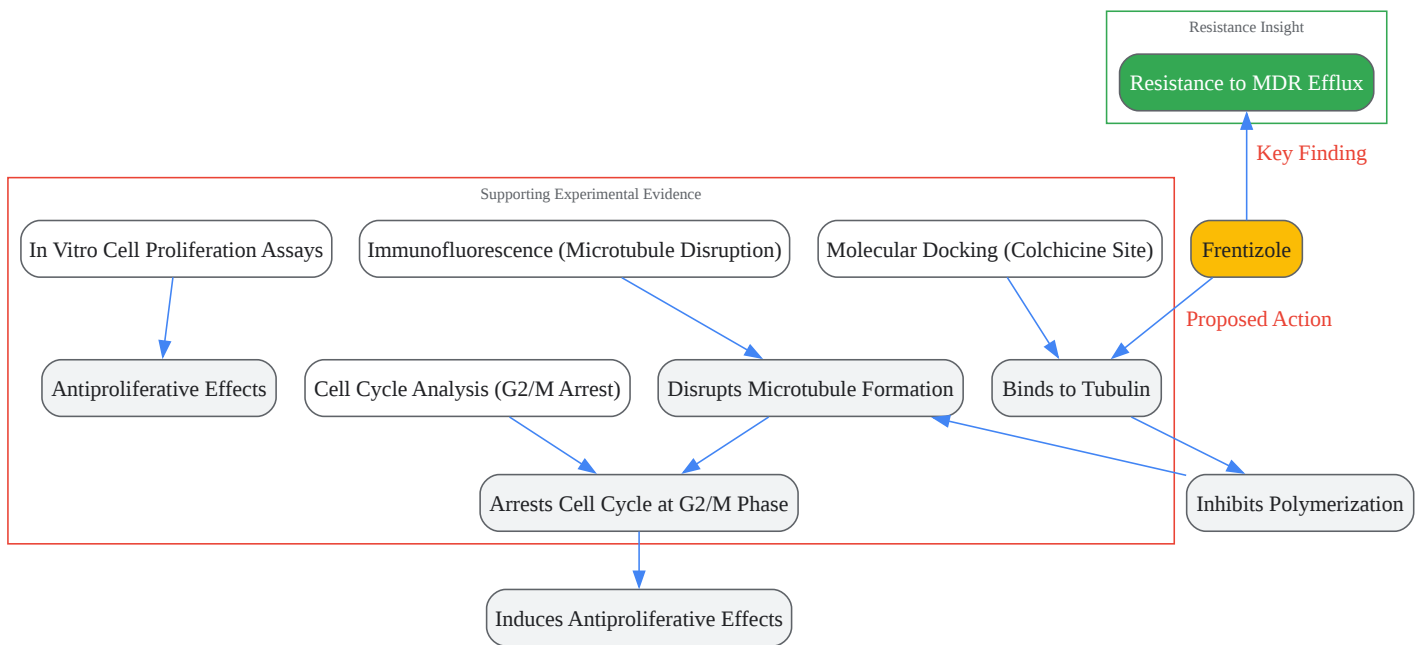 Resistance Insight
Resistance to MDR Efflux
Key Finding
Supporting Experimental Evidence
In Vitro Cell Proliferation Assays
Immunofluorescence (Microtubule Disruption)
Molecular Docking (Colchicine Site)
Frentizole
Proposed Action
Antiproliferative Effects
Cell Cycle Analysis (G2/M Arrest)
Disrupts Microtubule Formation
Binds to Tubulin
Arrests Cell Cycle at G2/M Phase
Inhibits Polymerization
Induces Antiproliferative Effects